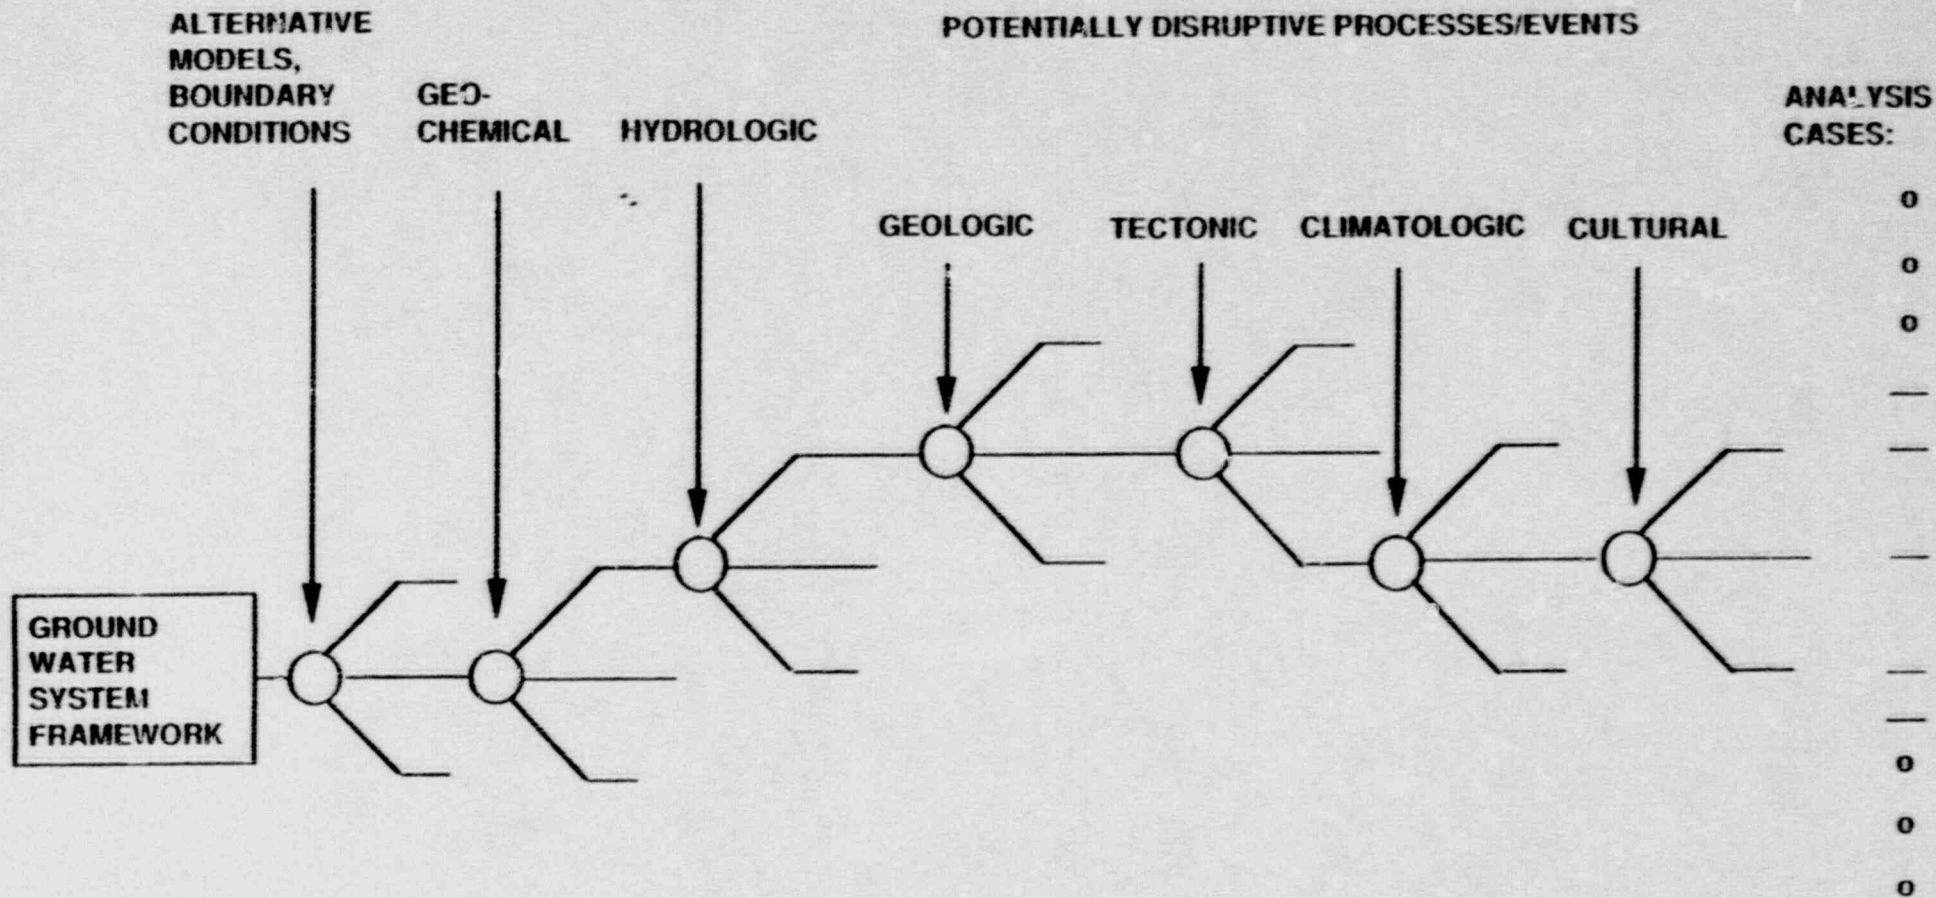 ALTERNATIVE
MODELS,
BOUNDARY
CONDITIONS
GEO-
CHEMICAL
HYDROLOGIC
POTENTIALLY DISRUPTIVE PROCESSES/EVENTS
GEOLOGIC
TECTONIC
CLIMATOLOGIC
CULTURAL
ANALYSIS
CASES:
o
o
o
—
—
—
—
—
o
o
o
GROUND
WATER
SYSTEM
FRAMEWORK